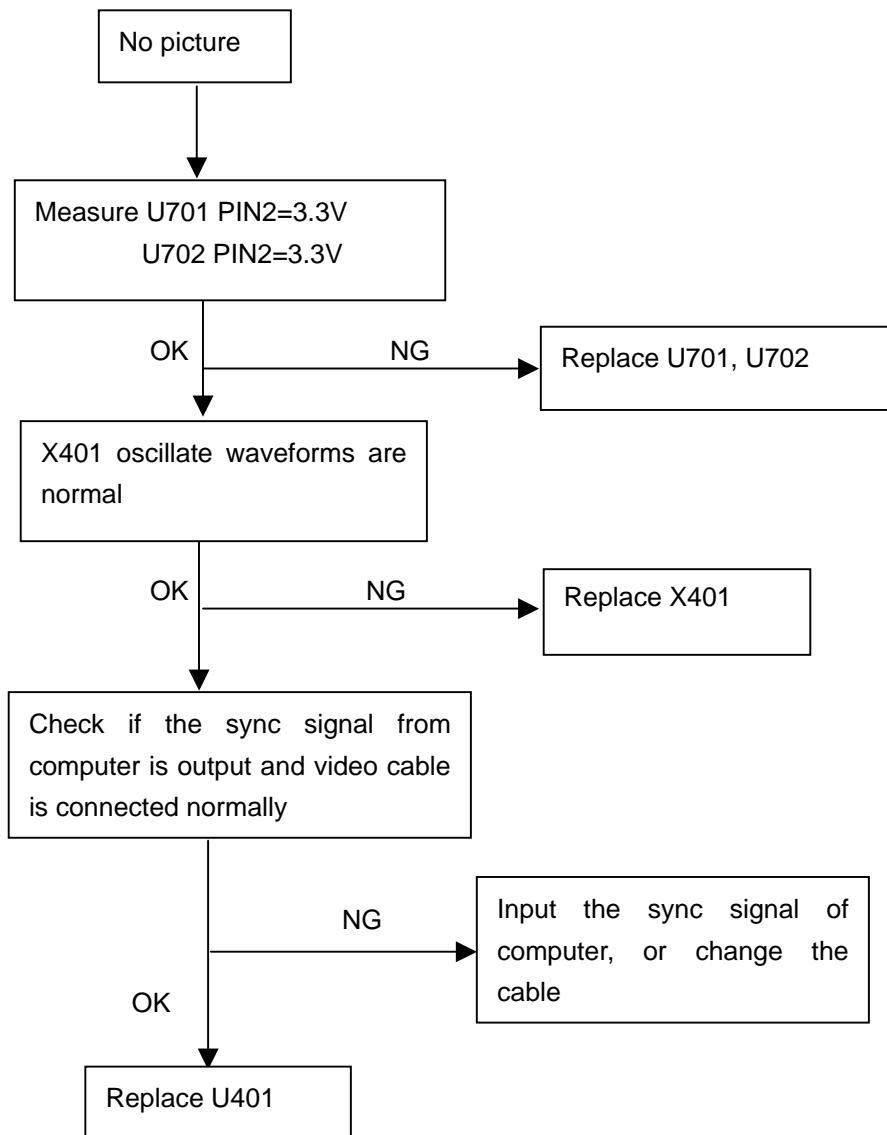 No picture
Measure U701 PIN2=3.3V
U702 PIN2=3.3V
OK
NG
Replace U701, U702
X401 oscillate waveforms are
normal
OK
NG
Replace X401
Check if the sync signal from
computer is output and video cable
is connected normally
NG
Input the sync signal of
computer, or change the
cable
OK
Replace U401